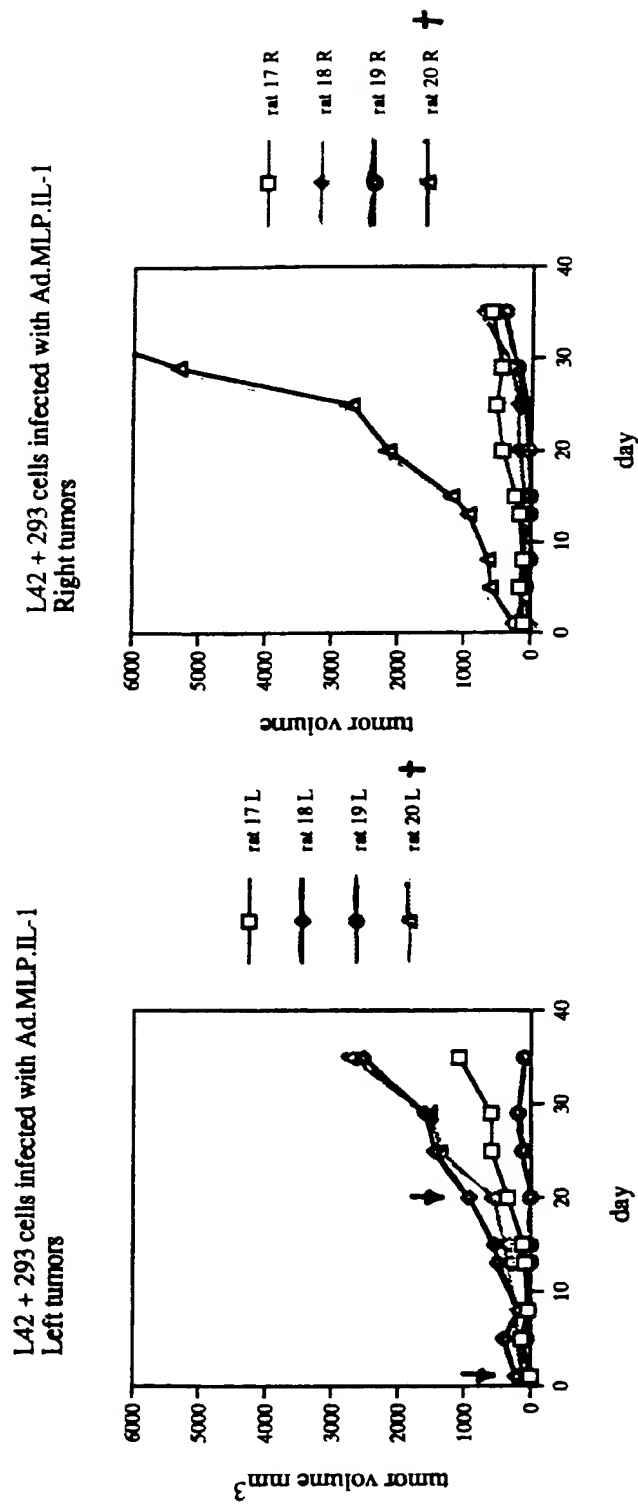 L42 + 293 cells infected with Ad.MLP.IL-1
Left tumors
tumor volume mm3
6000
5000
4000
3000
2000
1000
0
0
10
20
30
40
day
rat 17 L
rat 18 L
rat 19 L
rat 20 L †
L42 + 293 cells infected with Ad.MLP.IL-1
Right tumors
tumor volume
6000
5000
4000
3000
2000
1000
0
0
10
20
30
40
day
rat 17 R
rat 18 R
rat 19 R
rat 20 R †